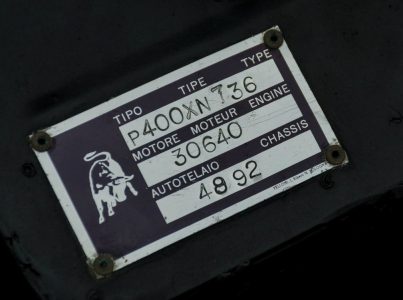 TIPO TIPE TYPE
P400XN736
MOTORE MOTEUR ENGINE
30640
AUTOTELAIO CHASSIS
4892